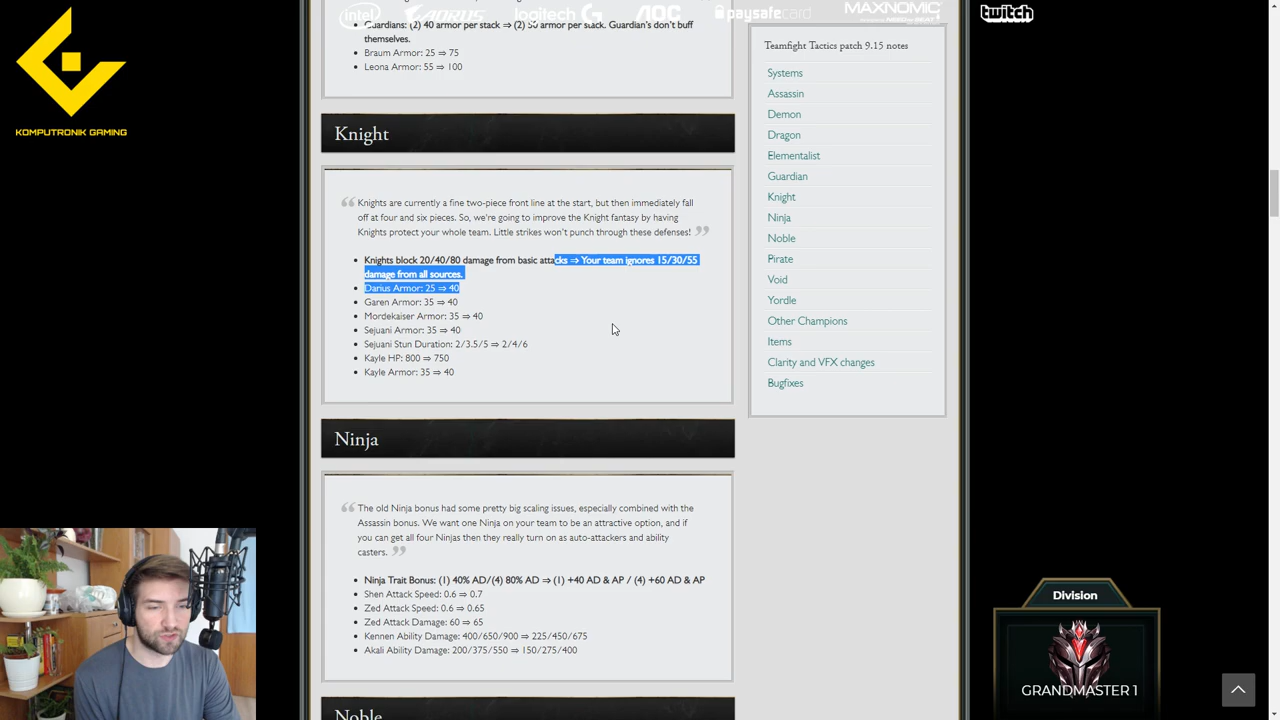 intel
AORUS
logitech G
AOC
paysafecard
MAXNOMIC
twitch
KOMPUTRONIK GAMING
Guardians: (2) 40 armor per stack ⇒ (2) 50 armor per stack. Guardian's don't buff
themselves.
Braum Armor: 25 ⇒ 75
Leona Armor: 55 ⇒ 100
Knight
Knights are currently a fine two-piece front line at the start, but then immediately fall
off at four and six pieces. So, we're going to improve the Knight fantasy by having
Knights protect your whole team. Little strikes won't punch through these defenses!
Knights block 20/40/80 damage from basic attacks ⇒ Your team ignores 15/30/55
damage from all sources.
Darius Armor: 25 ⇒ 40
Garen Armor: 35 ⇒ 40
Mordekaiser Armor: 35 ⇒ 40
Sejuani Armor: 35 ⇒ 40
Sejuani Stun Duration: 2/3.5/5 ⇒ 2/4/6
Kayle HP: 800 ⇒ 750
Kayle Armor: 35 ⇒ 40
Ninja
The old Ninja bonus had some pretty big scaling issues, especially combined with the
Assassin bonus. We want one Ninja on your team to be an attractive option, and if
you can get all four Ninjas then they really turn on as auto-attackers and ability
casters.
Ninja Trait Bonus: (1) 40% AD/(4) 80% AD ⇒ (1) +40 AD & AP / (4) +60 AD & AP
Shen Attack Speed: 0.6 ⇒ 0.7
Zed Attack Speed: 0.6 ⇒ 0.65
Zed Attack Damage: 60 ⇒ 65
Kennen Ability Damage: 400/650/900 ⇒ 225/450/675
Akali Ability Damage: 200/375/550 ⇒ 150/275/400
Noble
Teamfight Tactics patch 9.15 notes
Systems
Assassin
Demon
Dragon
Elementalist
Guardian
Knight
Ninja
Noble
Pirate
Void
Yordle
Other Champions
Items
Clarity and VFX changes
Bugfixes
Division
GRANDMASTER 1